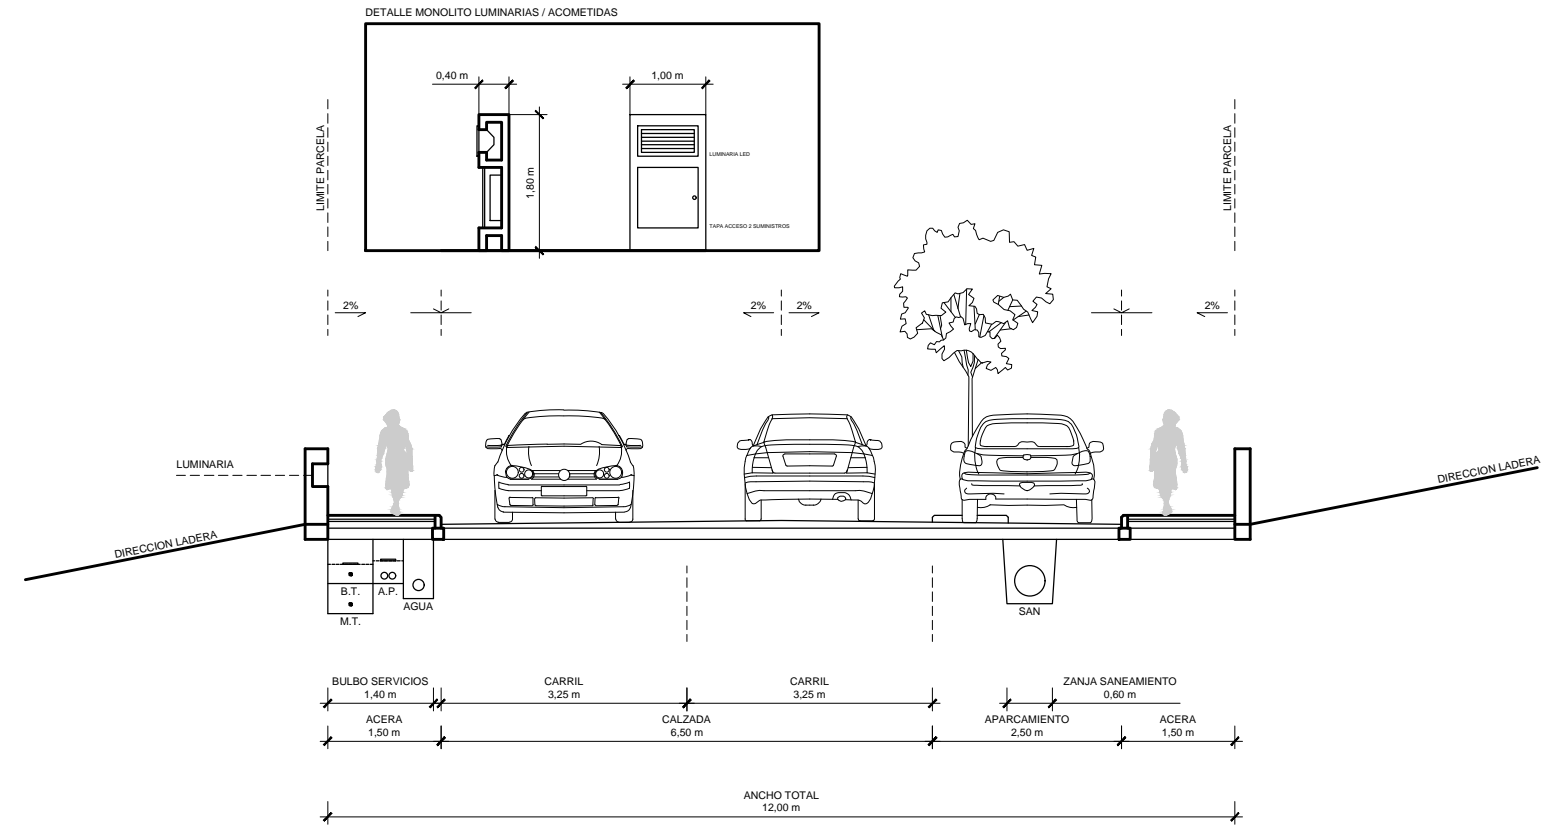 DETALLE MONOLITO LUMINARIAS / ACOMETIDAS
0,40 m
1,00 m
LIMITE PARCELA
LIMITE PARCELA
LUMINARIA LED
1,80 m
TAPA ACCESO 2 SUMINISTROS
2%
2%
2%
2%
LUMINARIA
DIRECCION LADERA
DIRECCION LADERA
B.T.
A.P.
AGUA
M.T.
SAN
BULBO SERVICIOS
1,40 m
CARRIL
3,25 m
CARRIL
3,25 m
ZANJA SANEAMIENTO
0,60 m
ACERA
1,50 m
CALZADA
6,50 m
APARCAMIENTO
2,50 m
ACERA
1,50 m
ANCHO TOTAL
12,00 m